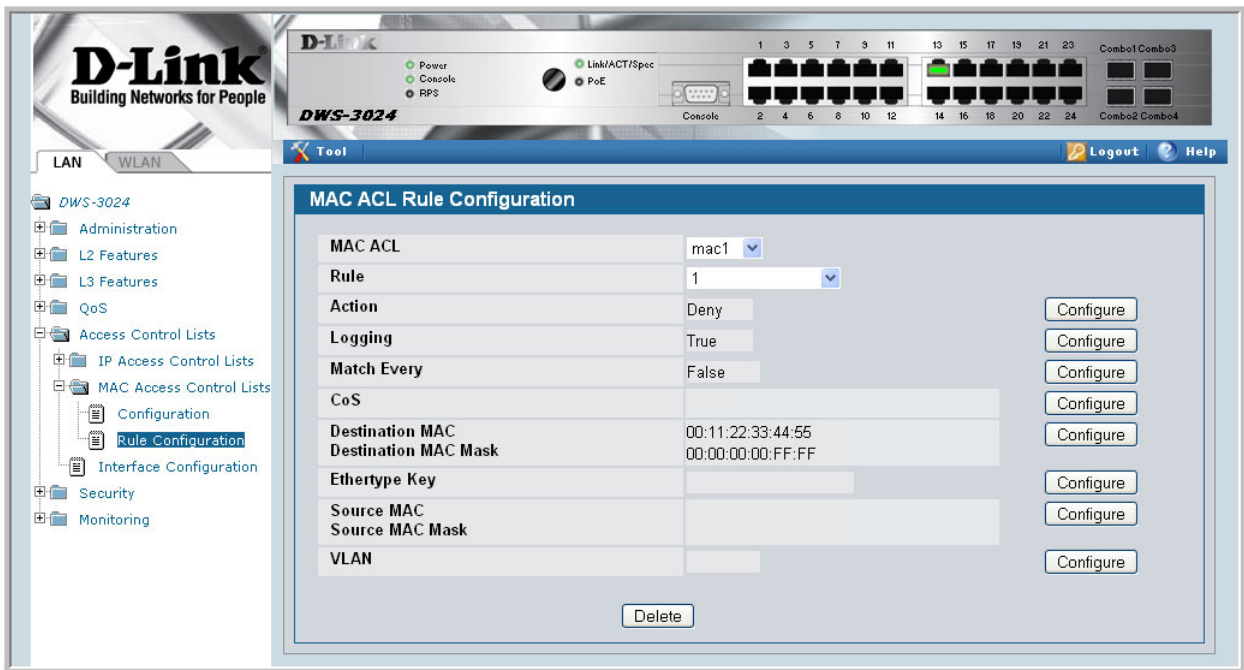 D-Link
Building Networks for People
D-Link
Power
Console
RPS
Link/ACT/Spec
PoE
DWS-3024
Console
1 3 5 7 9 11
13 15 17 19 21 23
2 4 6 8 10 12
14 16 18 20 22 24
Combo1 Combo3
Combo2 Combo4
Tool
Logout
Help
LAN
WLAN
DWS-3024
Administration
L2 Features
L3 Features
QoS
Access Control Lists
IP Access Control Lists
MAC Access Control Lists
Configuration
Rule Configuration
Interface Configuration
Security
Monitoring
MAC ACL Rule Configuration
MAC ACL mac1
Rule 1
Action Deny Configure
Logging True Configure
Match Every False Configure
CoS Configure
Destination MAC 00:11:22:33:44:55 Configure
Destination MAC Mask 00:00:00:00:FF:FF
Ethertype Key Configure
Source MAC Configure
Source MAC Mask
VLAN Configure
Delete